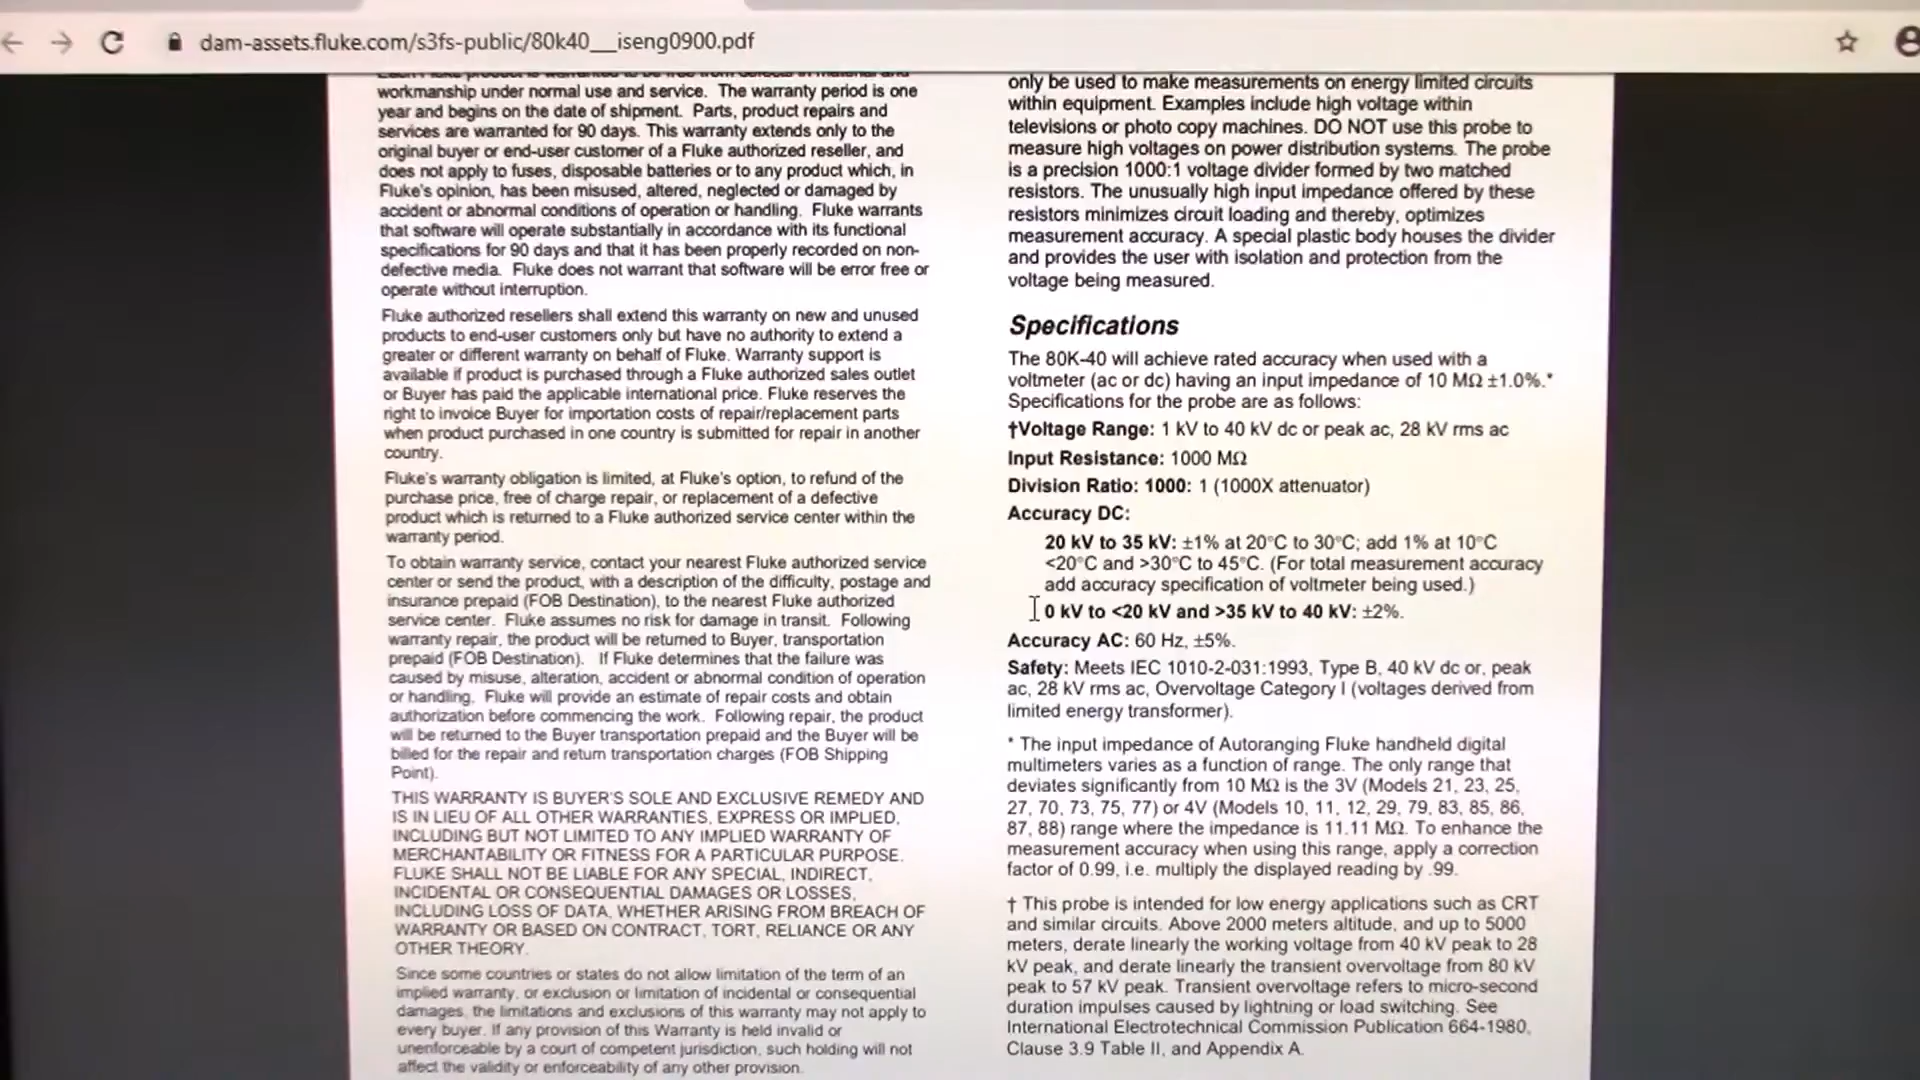 dam-assets.fluke.com/s3fs-public/80k40__iseng0900.pdf
Each Fluke product is warranted to be free from defects in material and
workmanship under normal use and service. The warranty period is one
year and begins on the date of shipment. Parts, product repairs and
services are warranted for 90 days. This warranty extends only to the
original buyer or end-user customer of a Fluke authorized reseller, and
does not apply to fuses, disposable batteries or to any product which, in
Fluke's opinion, has been misused, altered, neglected or damaged by
accident or abnormal conditions of operation or handling. Fluke warrants
that software will operate substantially in accordance with its functional
specifications for 90 days and that it has been properly recorded on non-
defective media. Fluke does not warrant that software will be error free or
operate without interruption.
Fluke authorized resellers shall extend this warranty on new and unused
products to end-user customers only but have no authority to extend a
greater or different warranty on behalf of Fluke. Warranty support is
available if product is purchased through a Fluke authorized sales outlet
or Buyer has paid the applicable international price. Fluke reserves the
right to invoice Buyer for importation costs of repair/replacement parts
when product purchased in one country is submitted for repair in another
country.
Fluke's warranty obligation is limited, at Fluke's option, to refund of the
purchase price, free of charge repair, or replacement of a defective
product which is returned to a Fluke authorized service center within the
warranty period.
To obtain warranty service, contact your nearest Fluke authorized service
center or send the product, with a description of the difficulty, postage and
insurance prepaid (FOB Destination), to the nearest Fluke authorized
service center. Fluke assumes no risk for damage in transit. Following
warranty repair, the product will be returned to Buyer, transportation
prepaid (FOB Destination). If Fluke determines that the failure was
caused by misuse, alteration, accident or abnormal condition of operation
or handling, Fluke will provide an estimate of repair costs and obtain
authorization before commencing the work. Following repair, the product
will be returned to the Buyer transportation prepaid and the Buyer will be
billed for the repair and return transportation charges (FOB Shipping
Point).
THIS WARRANTY IS BUYER'S SOLE AND EXCLUSIVE REMEDY AND
IS IN LIEU OF ALL OTHER WARRANTIES, EXPRESS OR IMPLIED,
INCLUDING BUT NOT LIMITED TO ANY IMPLIED WARRANTY OF
MERCHANTABILITY OR FITNESS FOR A PARTICULAR PURPOSE.
FLUKE SHALL NOT BE LIABLE FOR ANY SPECIAL, INDIRECT,
INCIDENTAL OR CONSEQUENTIAL DAMAGES OR LOSSES,
INCLUDING LOSS OF DATA, WHETHER ARISING FROM BREACH OF
WARRANTY OR BASED ON CONTRACT, TORT, RELIANCE OR ANY
OTHER THEORY.
Since some countries or states do not allow limitation of the term of an
implied warranty, or exclusion or limitation of incidental or consequential
damages, the limitations and exclusions of this warranty may not apply to
every buyer. If any provision of this Warranty is held invalid or
unenforceable by a court of competent jurisdiction, such holding will not
affect the validity or enforceability of any other provision.
only be used to make measurements on energy limited circuits
within equipment. Examples include high voltage within
televisions or photo copy machines. DO NOT use this probe to
measure high voltages on power distribution systems. The probe
is a precision 1000:1 voltage divider formed by two matched
resistors. The unusually high input impedance offered by these
resistors minimizes circuit loading and thereby, optimizes
measurement accuracy. A special plastic body houses the divider
and provides the user with isolation and protection from the
voltage being measured.
Specifications
The 80K-40 will achieve rated accuracy when used with a
voltmeter (ac or dc) having an input impedance of 10 MΩ ±1.0%.*
Specifications for the probe are as follows:
†Voltage Range: 1 kV to 40 kV dc or peak ac, 28 kV rms ac
Input Resistance: 1000 MΩ
Division Ratio: 1000: 1 (1000X attenuator)
Accuracy DC:
20 kV to 35 kV: ±1% at 20°C to 30°C; add 1% at 10°C
<20°C and >30°C to 45°C. (For total measurement accuracy
add accuracy specification of voltmeter being used.)
0 kV to <20 kV and >35 kV to 40 kV: ±2%.
Accuracy AC: 60 Hz, ±5%.
Safety: Meets IEC 1010-2-031:1993, Type B, 40 kV dc or, peak
ac, 28 kV rms ac, Overvoltage Category I (voltages derived from
limited energy transformer).
* The input impedance of Autoranging Fluke handheld digital
multimeters varies as a function of range. The only range that
deviates significantly from 10 MΩ is the 3V (Models 21, 23, 25,
27, 70, 73, 75, 77) or 4V (Models 10, 11, 12, 29, 79, 83, 85, 86,
87, 88) range where the impedance is 11.11 MΩ. To enhance the
measurement accuracy when using this range, apply a correction
factor of 0.99, i.e. multiply the displayed reading by .99.
† This probe is intended for low energy applications such as CRT
and similar circuits. Above 2000 meters altitude, and up to 5000
meters, derate linearly the working voltage from 40 kV peak to 28
kV peak, and derate linearly the transient overvoltage from 80 kV
peak to 57 kV peak. Transient overvoltage refers to micro-second
duration impulses caused by lightning or load switching. See
International Electrotechnical Commission Publication 664-1980,
Clause 3.9 Table II, and Appendix A.